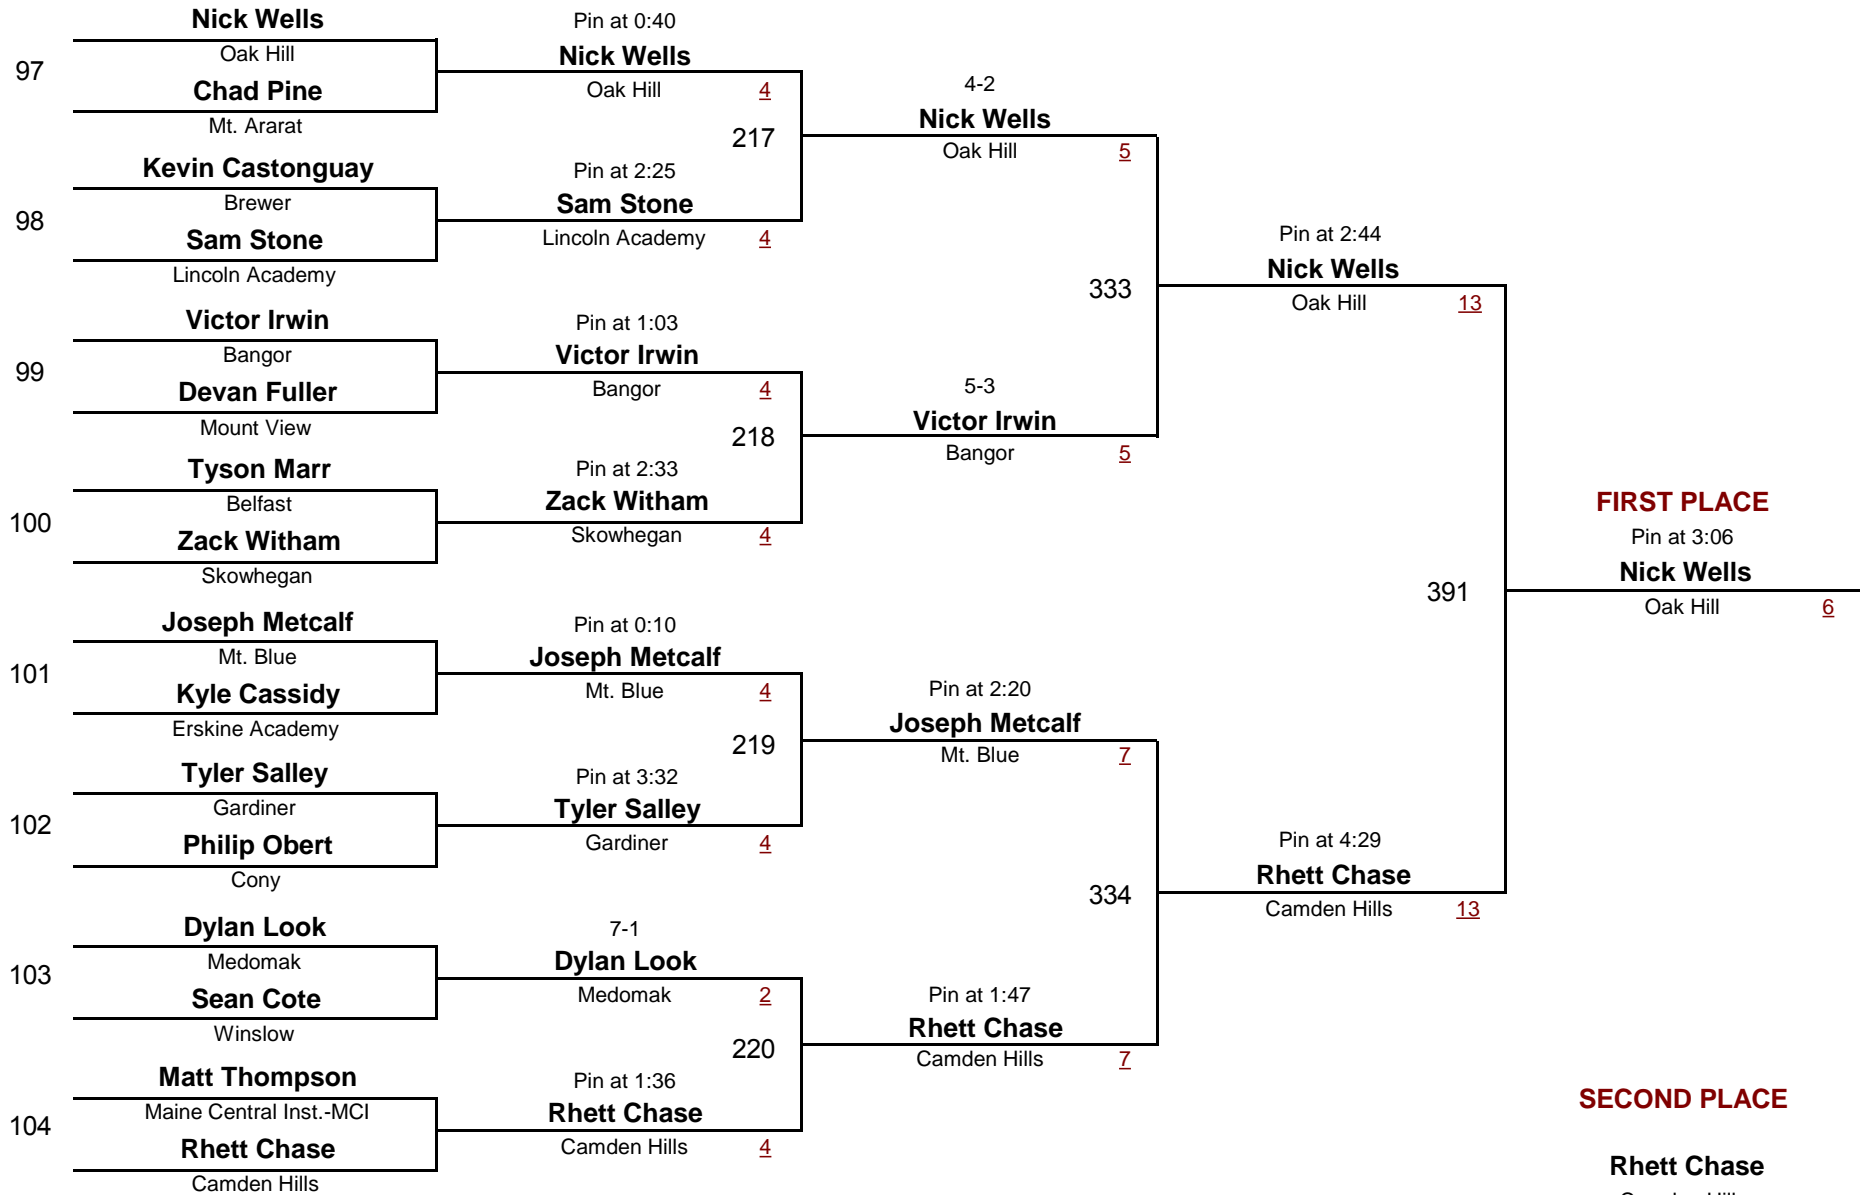 Nick Wells
Oak Hill
97
Chad Pine
Mt. Ararat
Kevin Castonguay
Brewer
98
Sam Stone
Lincoln Academy
Victor Irwin
Bangor
99
Devan Fuller
Mount View
Tyson Marr
Belfast
100
Zack Witham
Skowhegan
Joseph Metcalf
Mt. Blue
101
Kyle Cassidy
Erskine Academy
Tyler Salley
Gardiner
102
Philip Obert
Cony
Dylan Look
Medomak
103
Sean Cote
Winslow
Matt Thompson
Maine Central Inst.-MCI
104
Rhett Chase
Camden Hills
Pin at 0:40
Nick Wells
Oak Hill 4
217
Pin at 2:25
Sam Stone
Lincoln Academy 4
Pin at 1:03
Victor Irwin
Bangor 4
218
Pin at 2:33
Zack Witham
Skowhegan 4
Pin at 0:10
Joseph Metcalf
Mt. Blue 4
219
Pin at 3:32
Tyler Salley
Gardiner 4
7-1
Dylan Look
Medomak 2
220
Pin at 1:36
Rhett Chase
Camden Hills 4
4-2
Nick Wells
Oak Hill 5
333
5-3
Victor Irwin
Bangor 5
Pin at 2:20
Joseph Metcalf
Mt. Blue 7
334
Pin at 1:47
Rhett Chase
Camden Hills 7
Pin at 2:44
Nick Wells
Oak Hill 13
391
Pin at 4:29
Rhett Chase
Camden Hills 13
FIRST PLACE
Pin at 3:06
Nick Wells
Oak Hill 6
SECOND PLACE
Rhett Chase